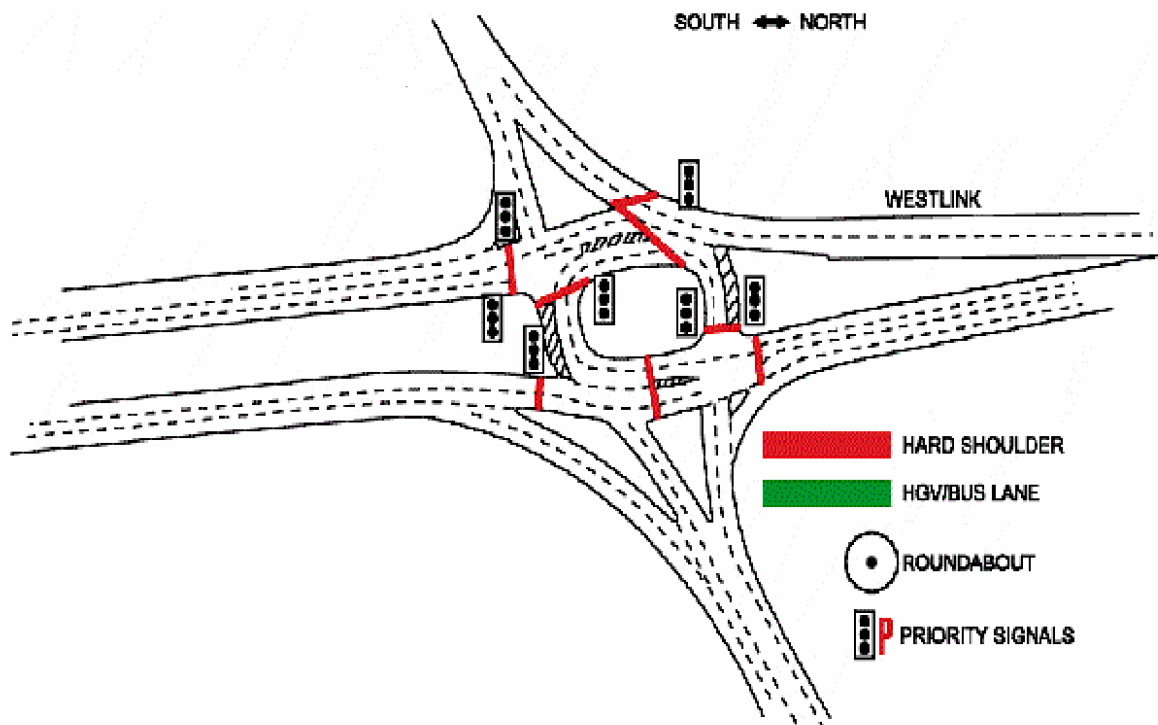 SOUTH ⬌ NORTH
WESTLINK
HARD SHOULDER
HGV/BUS LANE
ROUNDABOUT
P PRIORITY SIGNALS